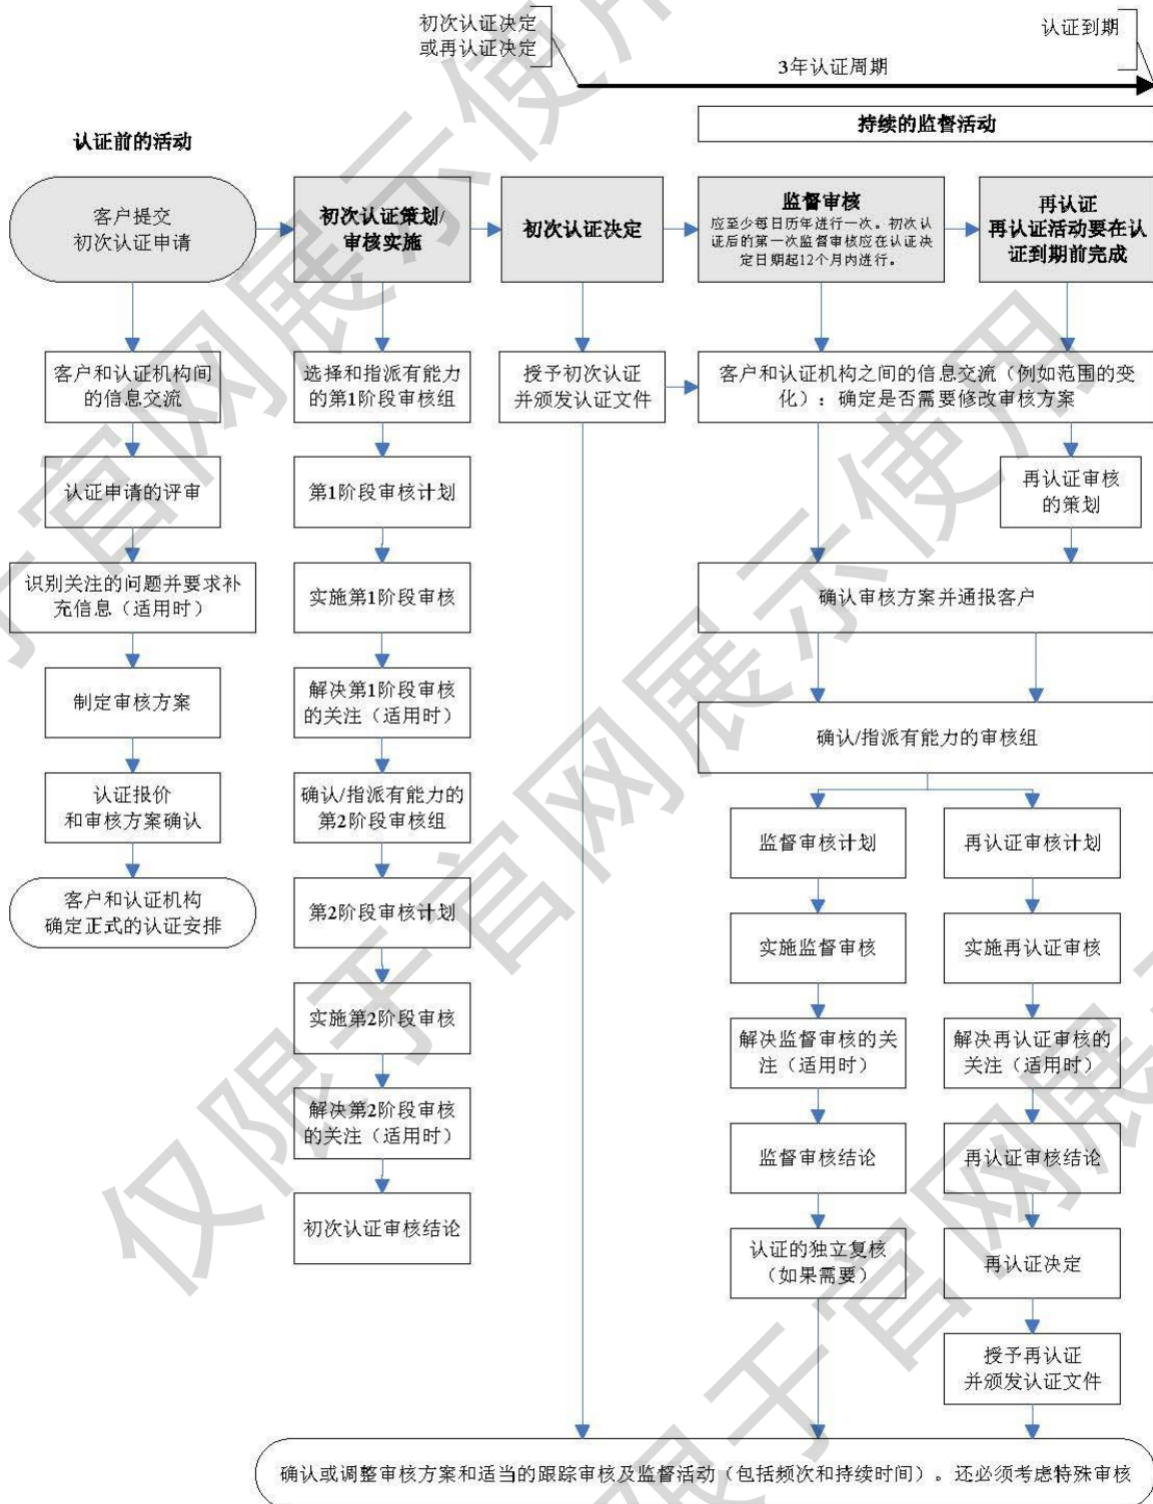 初次认证决定
或再认证决定
认证到期
3年认证周期
认证前的活动
持续的监督活动
客户提交
初次认证申请
初次认证策划/
审核实施
初次认证决定
监督审核
应至少每日历年进行一次。初次认
证后的第一次监督审核应在认证决
定日期起12个月内进行。
再认证
再认证活动要在认
证到期前完成
客户和认证机构间
的信息交流
选择和指派有能力
的第1阶段审核组
授予初次认证
并颁发认证文件
客户和认证机构之间的信息交流（例如范围的变
化）：确定是否需要修改审核方案
认证申请的评审
第1阶段审核计划
再认证审核
的策划
识别关注的问题并要求补
充信息（适用时）
实施第1阶段审核
确认审核方案并通报客户
制定审核方案
解决第1阶段审核
的关注（适用时）
确认/指派有能力的审核组
认证报价
和审核方案确认
确认/指派有能力的
第2阶段审核组
监督审核计划
再认证审核计划
客户和认证机构
确定正式的认证安排
第2阶段审核计划
实施监督审核
实施再认证审核
实施第2阶段审核
解决监督审核的关
注（适用时）
解决再认证审核的
关注（适用时）
解决第2阶段审核
的关注（适用时）
监督审核结论
再认证审核结论
初次认证审核结论
认证的独立复核
（如果需要）
再认证决定
授予再认证
并颁发认证文件
确认或调整审核方案和适当的跟踪审核及监督活动（包括频次和持续时间）。还必须考虑特殊审核
仅限于官网展示使用